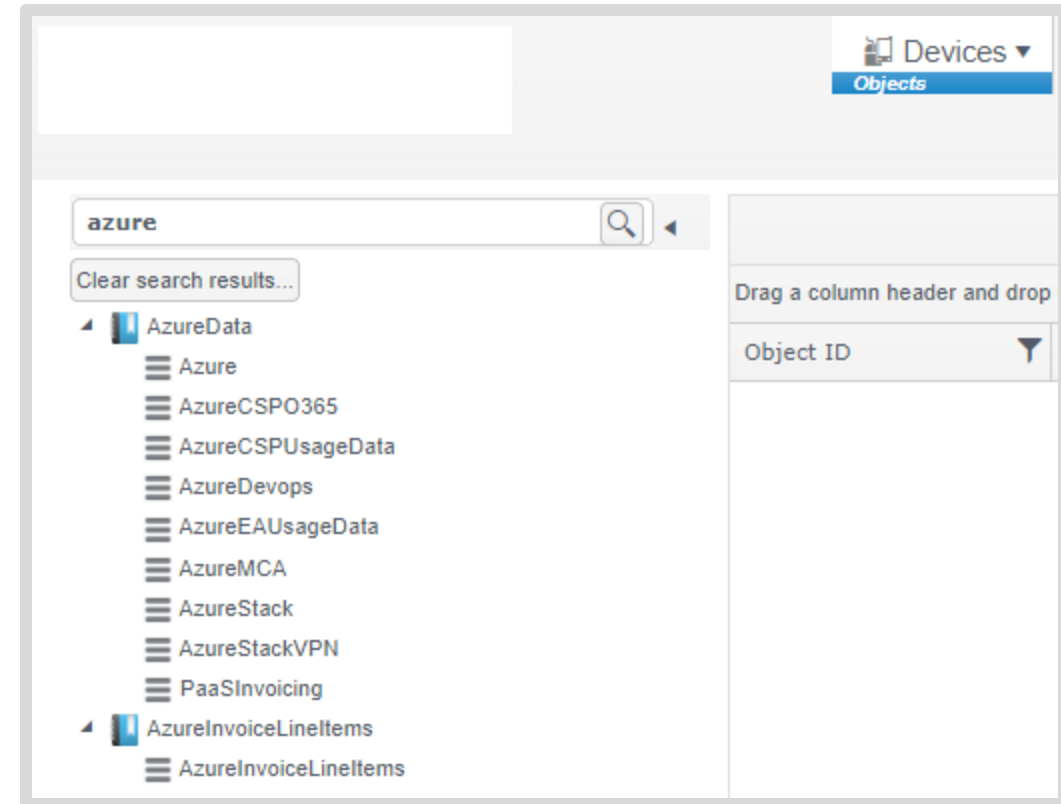 Devices
Objects
azure
Clear search results...
Drag a column header and drop
Object ID
AzureData
Azure
AzureCSPO365
AzureCSPUsageData
AzureDevops
AzureEAUsageData
AzureMCA
AzureStack
AzureStackVPN
PaaSInvoicing
AzureInvoiceLineItems
AzureInvoiceLineItems